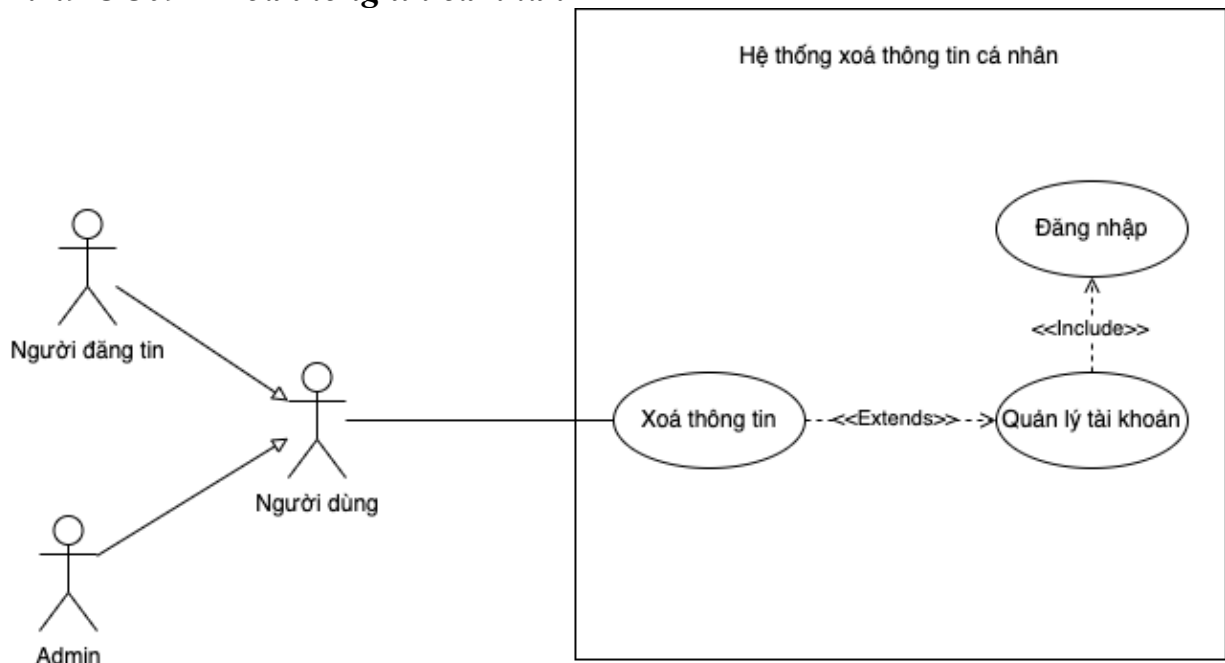 Hệ thống xoá thông tin cá nhân
Đăng nhập
<<Include>>
Người đăng tin
Xoá thông tin
<<Extends>>
Quản lý tài khoản
Người dùng
Admin